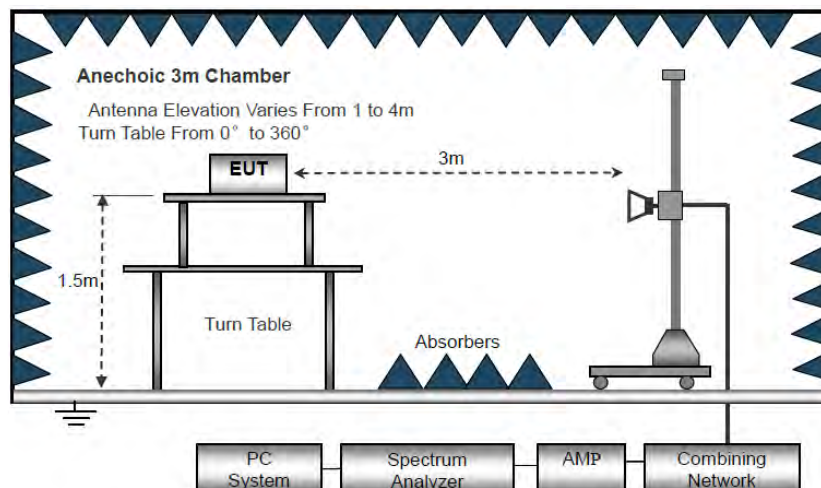 Anechoic 3m Chamber
Antenna Elevation Varies From 1 to 4m
Turn Table From 0° to 360°
EUT
3m
1.5m
Turn Table
Absorbers
PC
System
Spectrum
Analyzer
AMP
Combining
Network